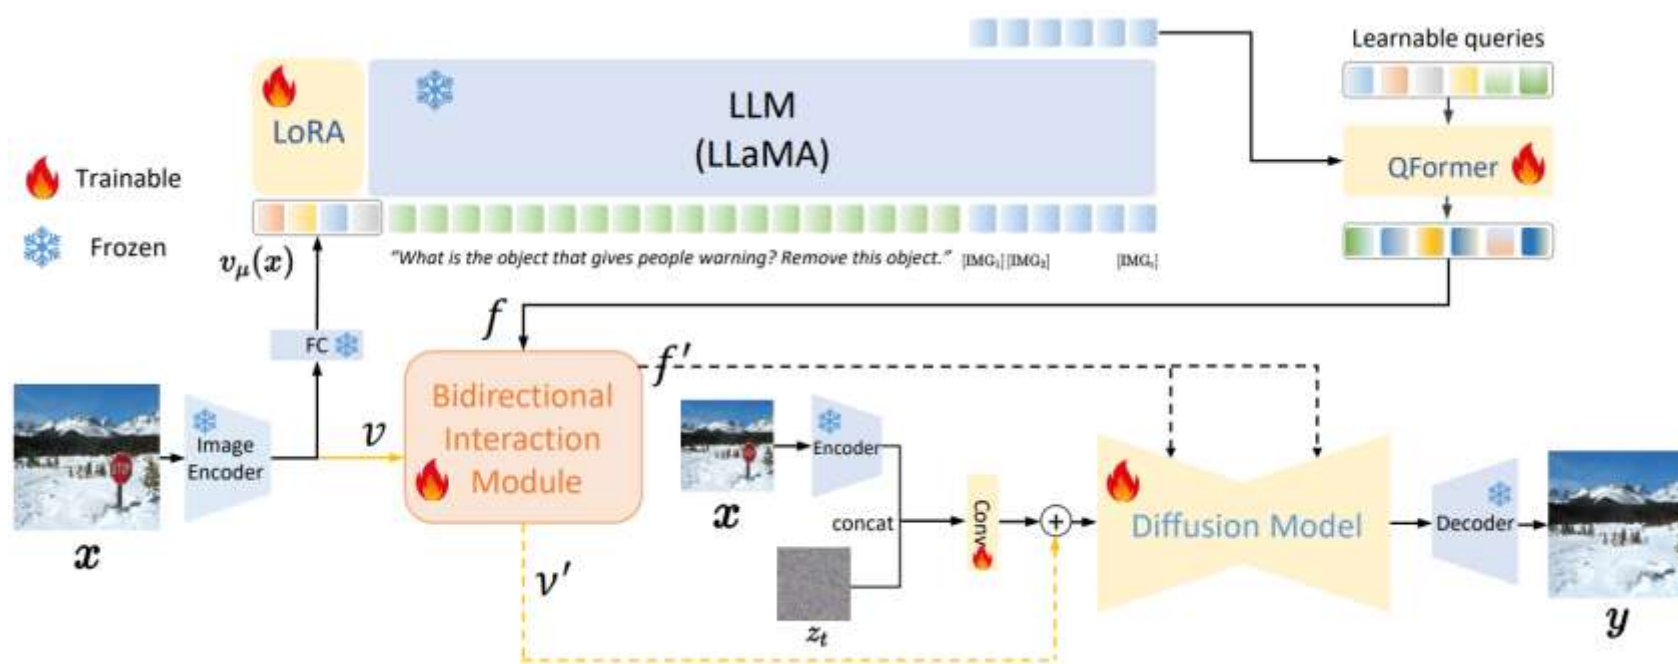 Learnable queries
LoRA
LLM
(LLaMA)
QFormer
Trainable
Frozen
vμ(x)
"What is the object that gives people warning? Remove this object." [IMG₁] [IMG₂] [IMGᵣ]
FC
f
f′
Image
Encoder
v
Bidirectional
Interaction
Module
x
Encoder
x
concat
Conv
+
Diffusion Model
Decoder
STOP
v′
zₜ
y